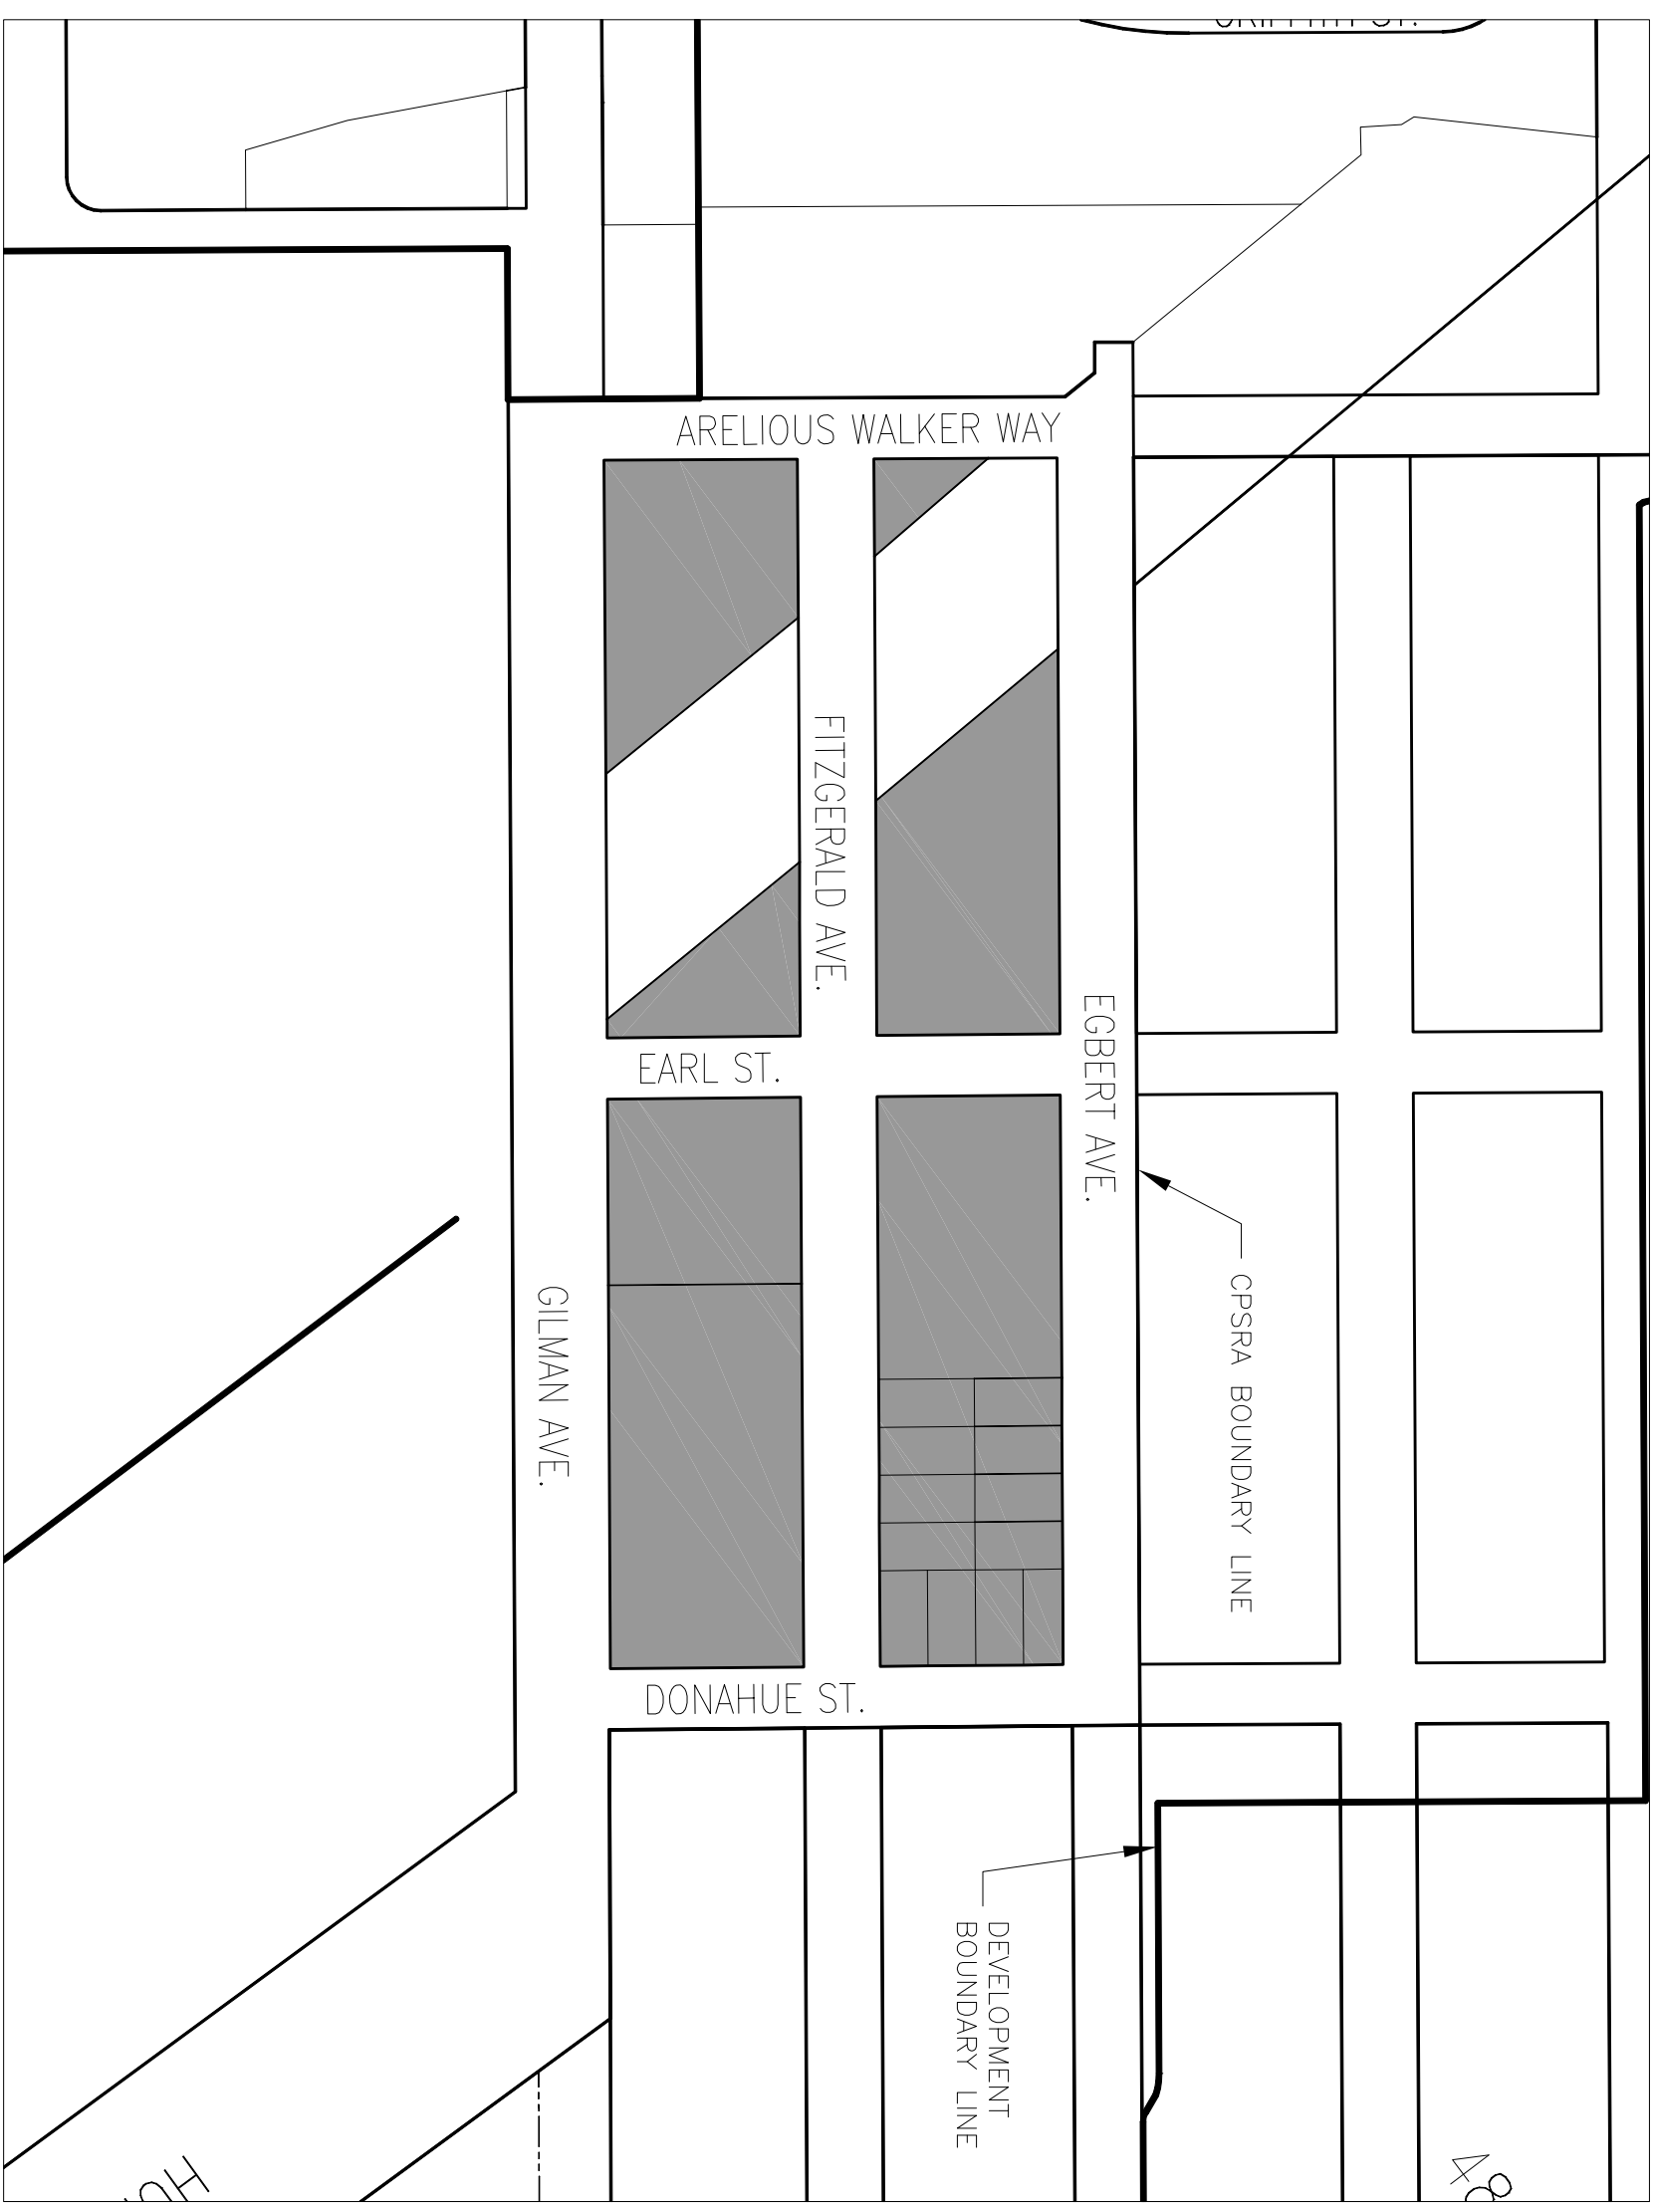 ARELIOUS WALKER WAY
FITZGERALD AVE.
EGBERT AVE.
EARL ST.
CPSRA BOUNDARY LINE
GILMAN AVE.
DONAHUE ST.
DEVELOPMENT
BOUNDARY LINE
48